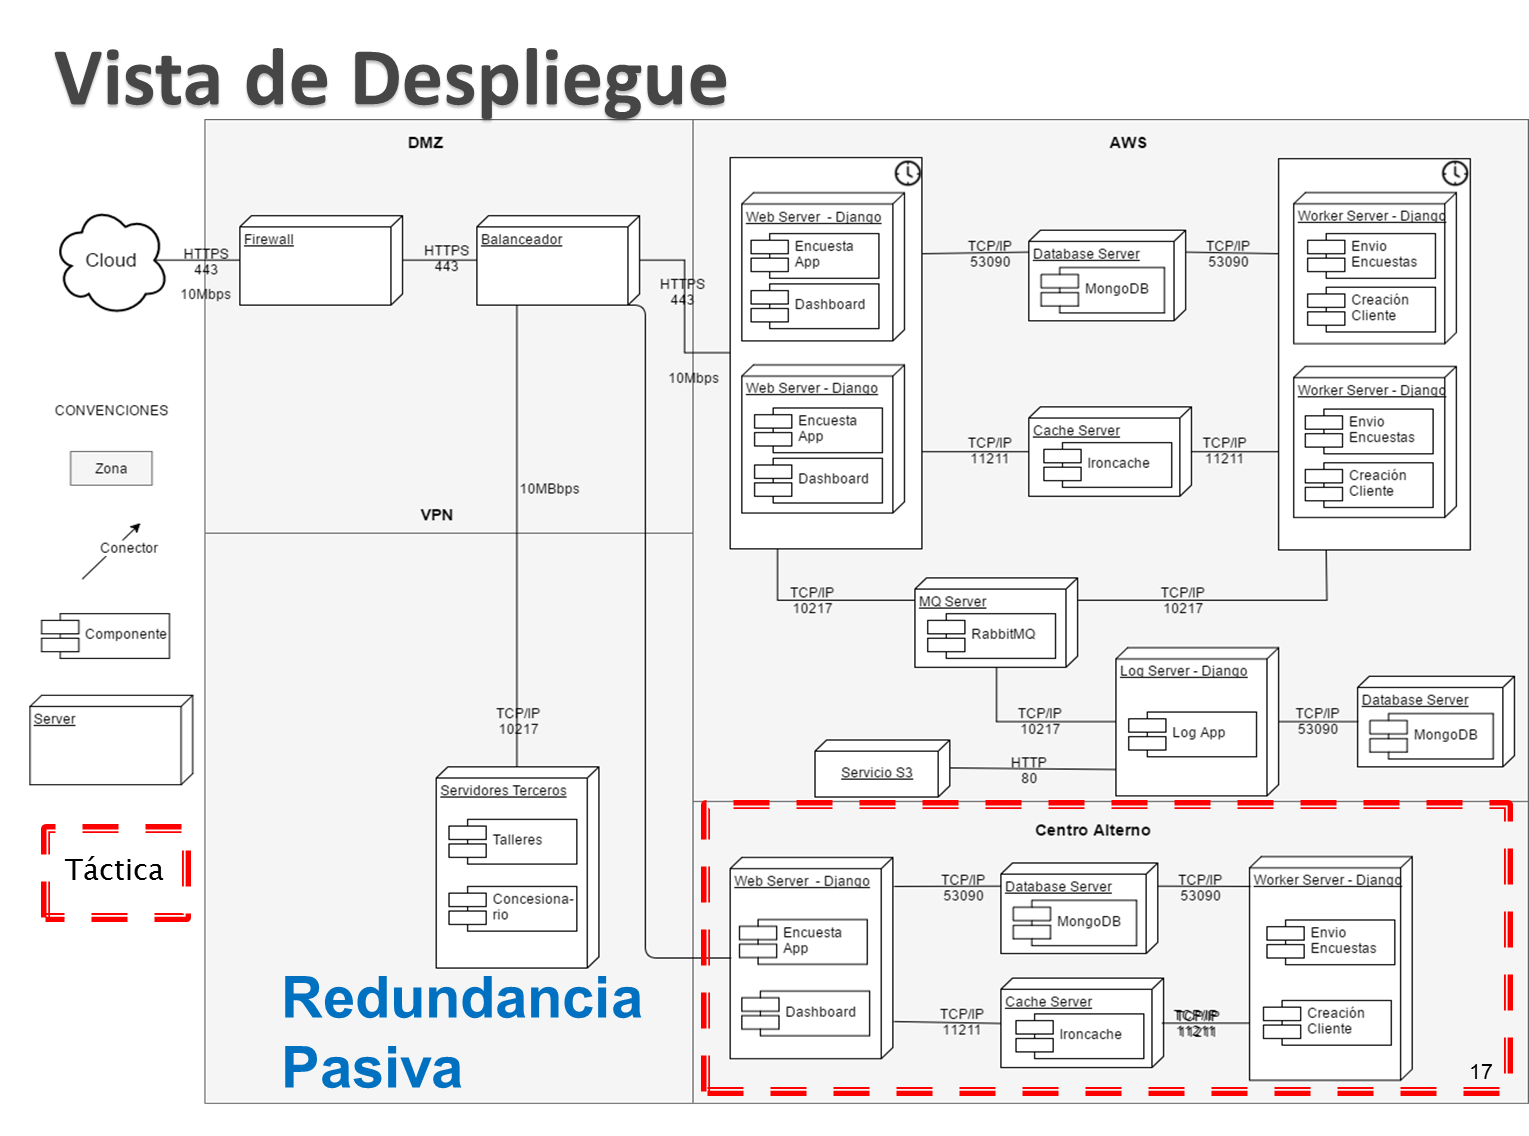 Vista de Despliegue
DMZ
AWS
Cloud
HTTPS
443
10Mbps
Firewall
HTTPS
443
Balanceador
HTTPS
443
10Mbps
Web Server - Django
Encuesta
App
Dashboard
Web Server - Django
Encuesta
App
Dashboard
TCP/IP
53090
Database Server
MongoDB
TCP/IP
53090
TCP/IP
11211
Cache Server
Ironcache
TCP/IP
11211
Worker Server - Django
Envio
Encuestas
Creación
Cliente
Worker Server - Django
Envio
Encuestas
Creación
Cliente
CONVENCIONES
Zona
Conector
Componente
Server
Táctica
10MBbps
VPN
TCP/IP
10217
MQ Server
RabbitMQ
TCP/IP
10217
TCP/IP
10217
Log Server - Django
Log App
TCP/IP
53090
Database Server
MongoDB
Servicio S3
HTTP
80
TCP/IP
10217
Servidores Terceros
Talleres
Concesiona-
rio
Redundancia
Pasiva
Centro Alterno
Web Server - Django
Encuesta
App
Dashboard
TCP/IP
53090
Database Server
MongoDB
TCP/IP
53090
TCP/IP
11211
Cache Server
Ironcache
TCP/IP
11211
Worker Server - Django
Envio
Encuestas
Creación
Cliente
17